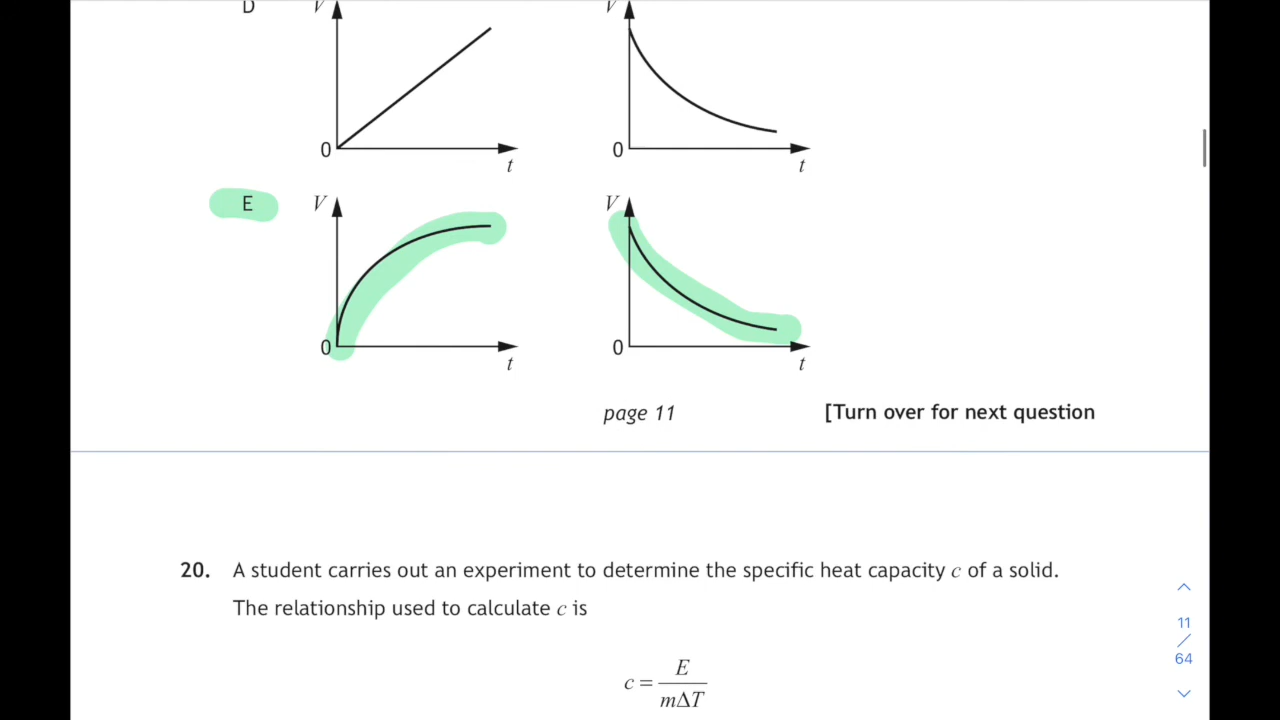 D V V
0 t 0 t
E V V
0 t 0 t
page 11 [Turn over for next question
20. A student carries out an experiment to determine the specific heat capacity c of a solid.
The relationship used to calculate c is
11
/
64
c = E / mΔT